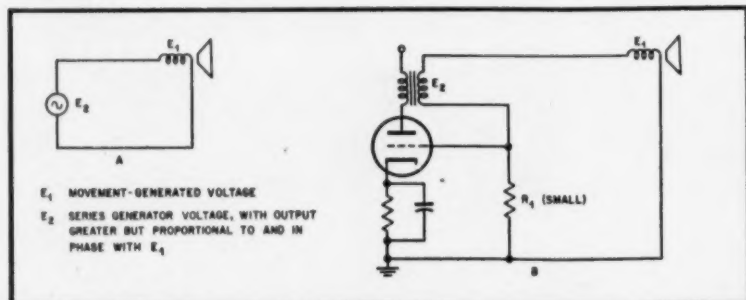 E₁
E₂
A
E₁ MOVEMENT-GENERATED VOLTAGE
E₂ SERIES GENERATOR VOLTAGE, WITH OUTPUT
GREATER BUT PROPORTIONAL TO AND IN
PHASE WITH E₁
E₁
E₂
R₁ (SMALL)
B